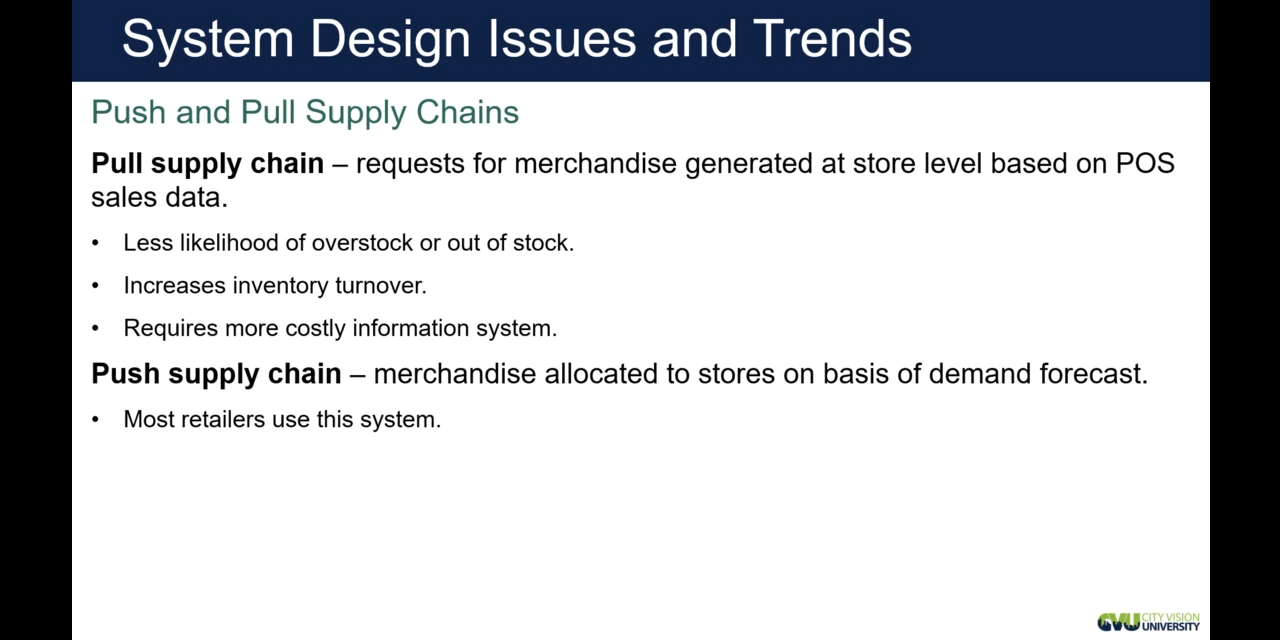 System Design Issues and Trends
Push and Pull Supply Chains
Pull supply chain – requests for merchandise generated at store level based on POS
sales data.
• Less likelihood of overstock or out of stock.
• Increases inventory turnover.
• Requires more costly information system.
Push supply chain – merchandise allocated to stores on basis of demand forecast.
• Most retailers use this system.
CVU CITY VISION
UNIVERSITY